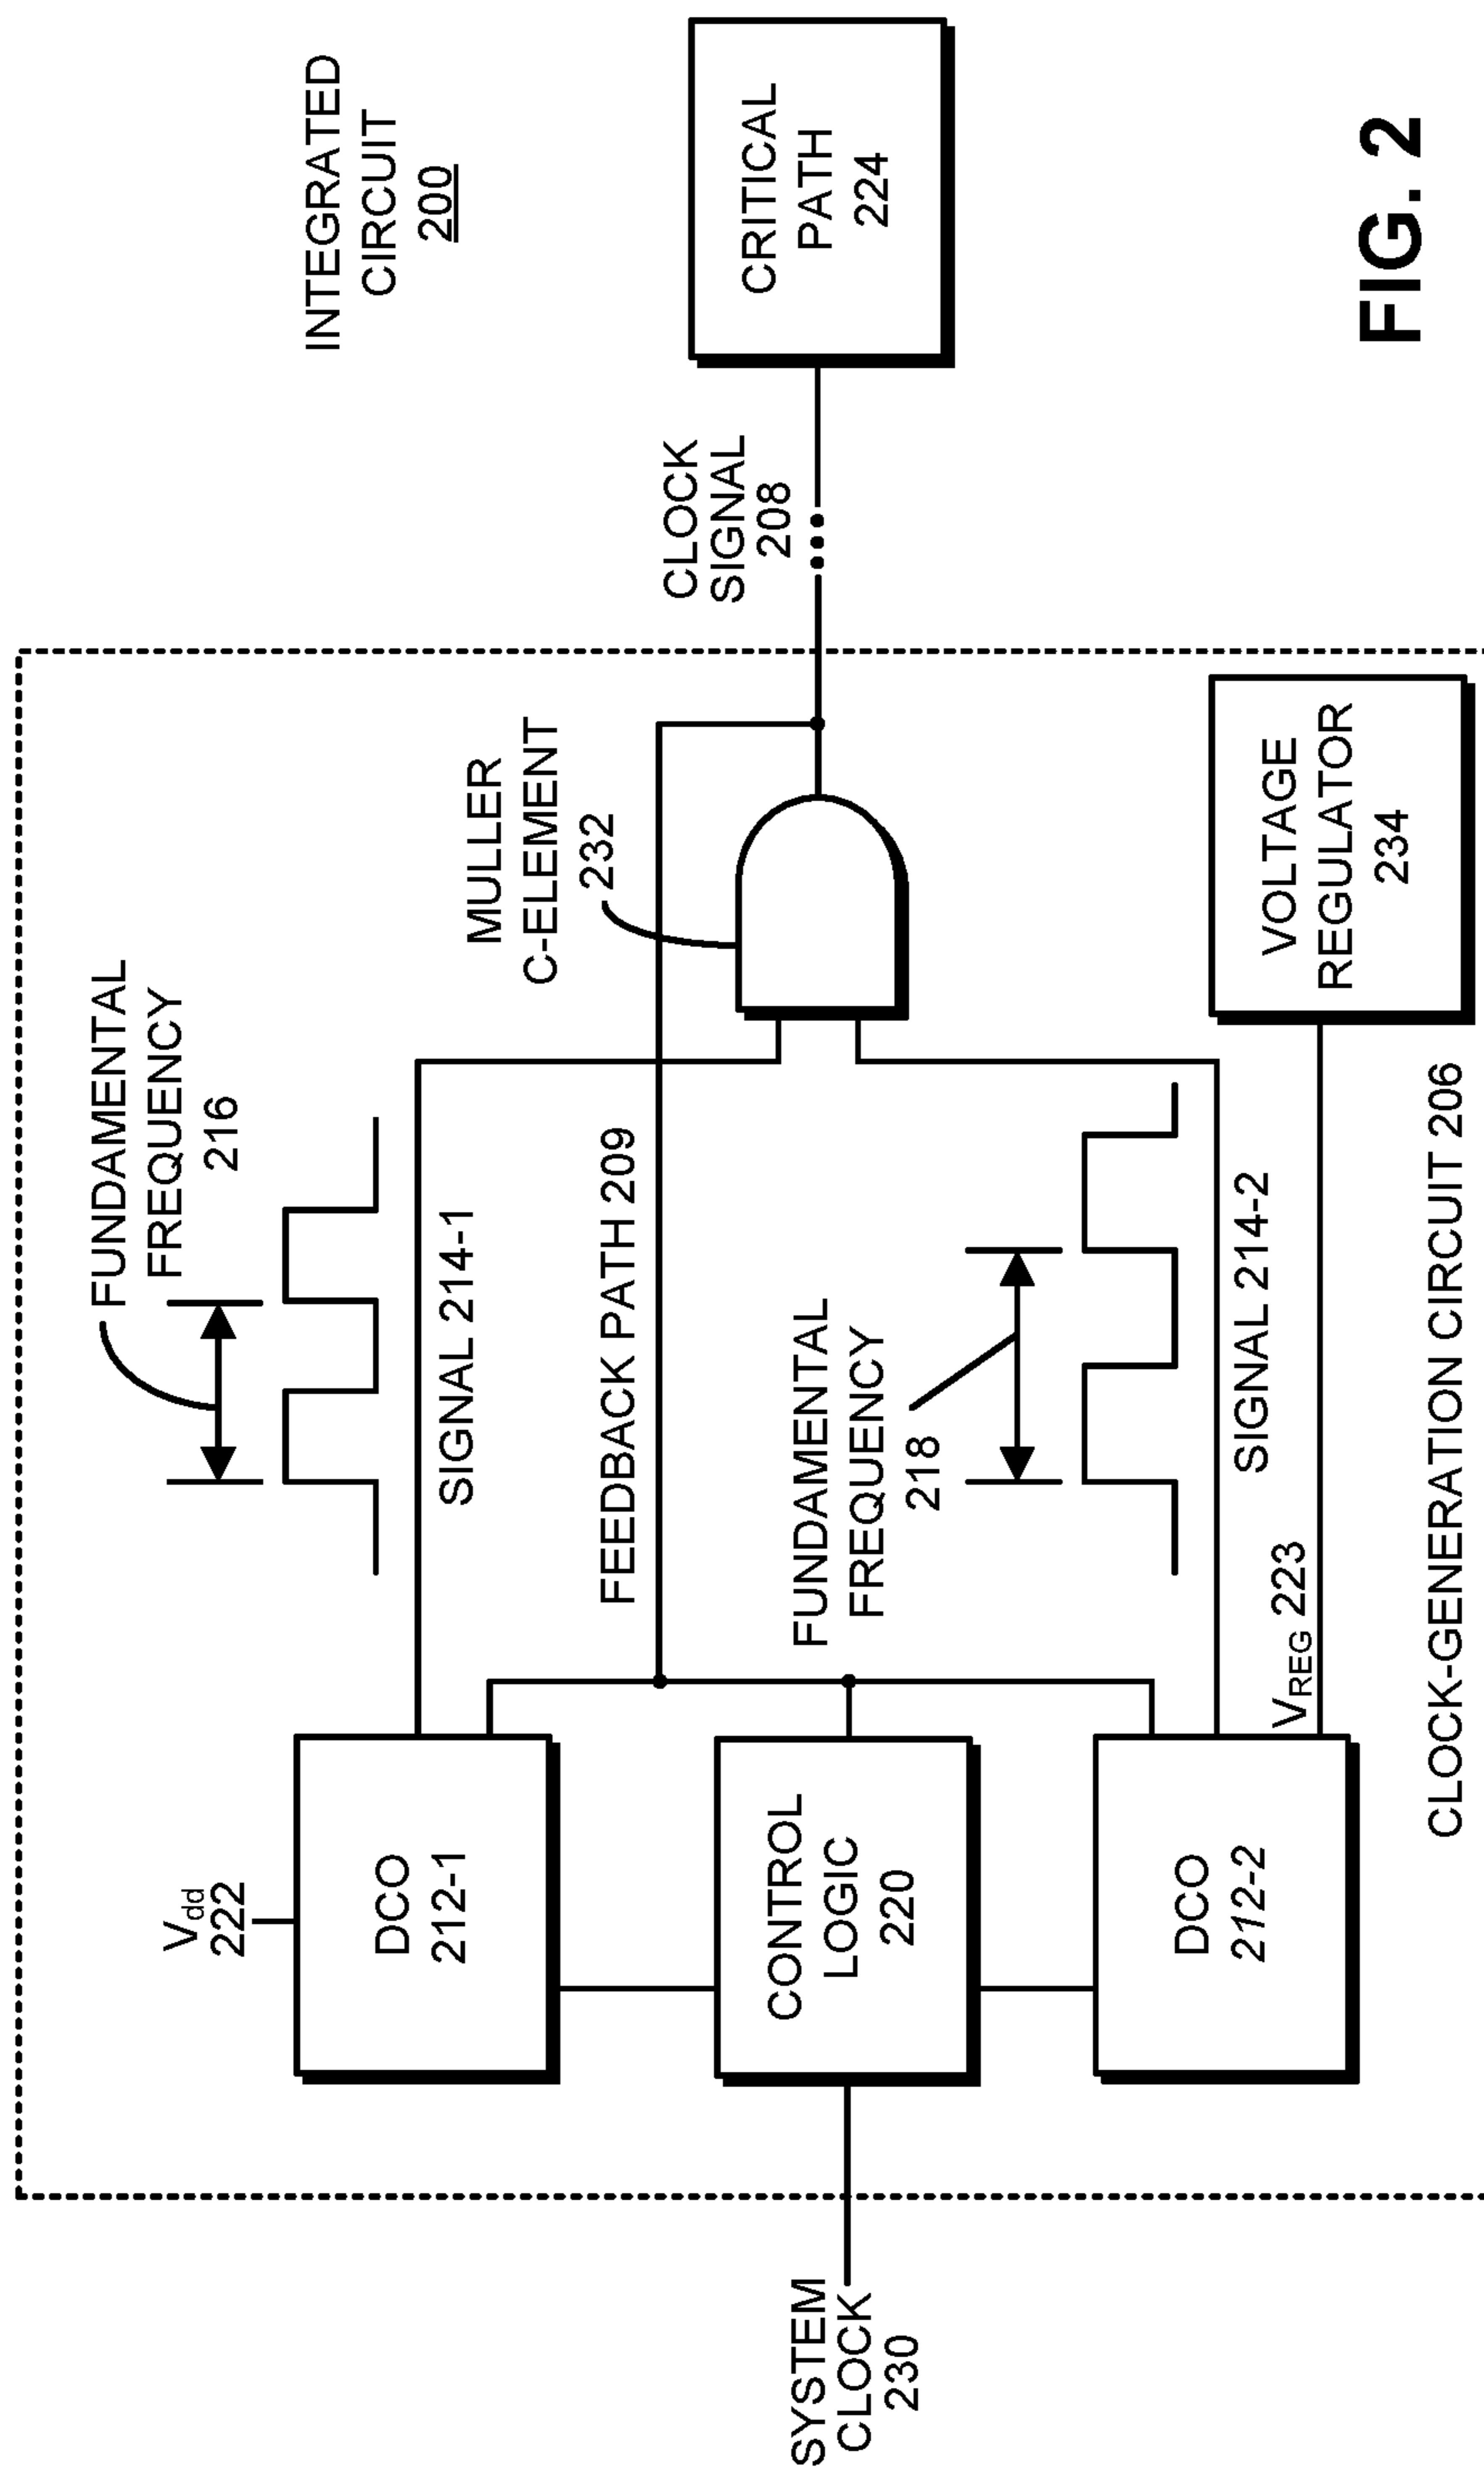 INTEGRATED
CIRCUIT
200
FUNDAMENTAL
FREQUENCY
216
Vdd
222
DCO
212-1
SIGNAL 214-1
MULLER
C-ELEMENT
232
FEEDBACK PATH 209
CLOCK
SIGNAL
208
CRITICAL
PATH
224
SYSTEM
CLOCK
230
CONTROL
LOGIC
220
FUNDAMENTAL
FREQUENCY
218
DCO
212-2
SIGNAL 214-2
VREG 223
VOLTAGE
REGULATOR
234
CLOCK-GENERATION CIRCUIT 206
FIG. 2